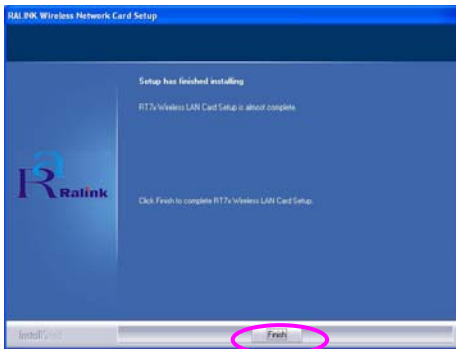 RALINK Wireless Network Card Setup
Setup has finished installing
RT7x Wireless LAN Card Setup is almost complete.
Ralink
Click Finish to complete RT7x Wireless LAN Card Setup.
InstallShield
Finish